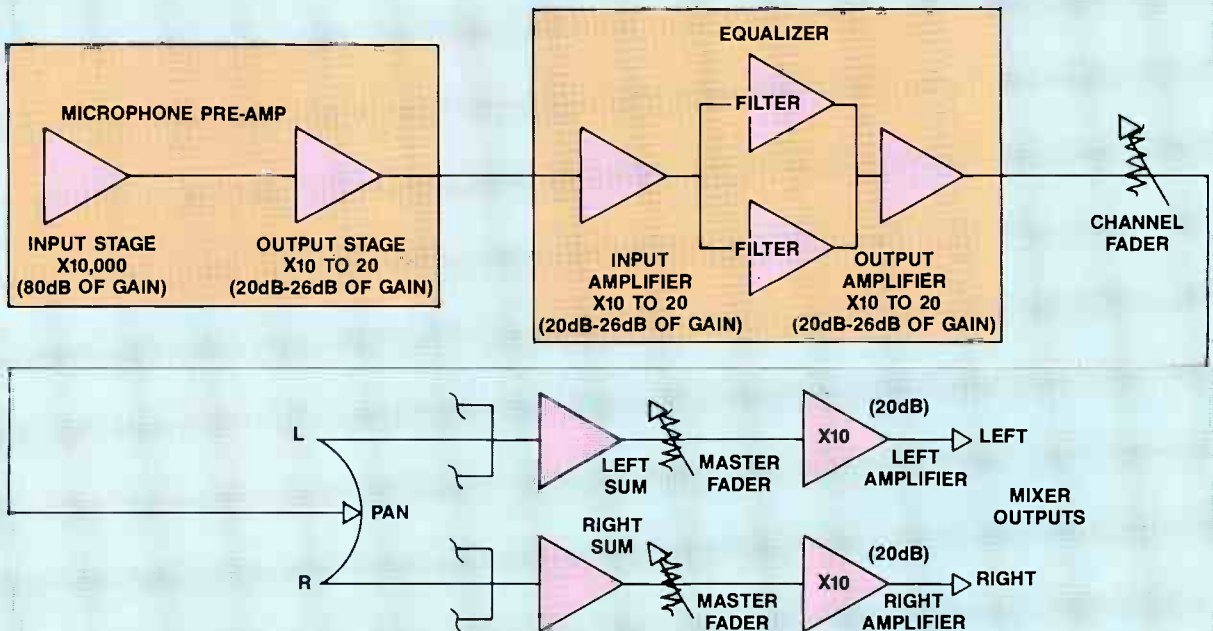 MICROPHONE PRE-AMP
INPUT STAGE
X10,000
(80dB OF GAIN)
OUTPUT STAGE
X10 TO 20
(20dB-26dB OF GAIN)
EQUALIZER
FILTER
FILTER
INPUT
AMPLIFIER
X10 TO 20
(20dB-26dB OF GAIN)
OUTPUT
AMPLIFIER
X10 TO 20
(20dB-26dB OF GAIN)
CHANNEL
FADER
L
PAN
R
LEFT
SUM
MASTER
FADER
X10
(20dB)
LEFT
AMPLIFIER
LEFT
MIXER
OUTPUTS
RIGHT
SUM
MASTER
FADER
X10
(20dB)
RIGHT
AMPLIFIER
RIGHT